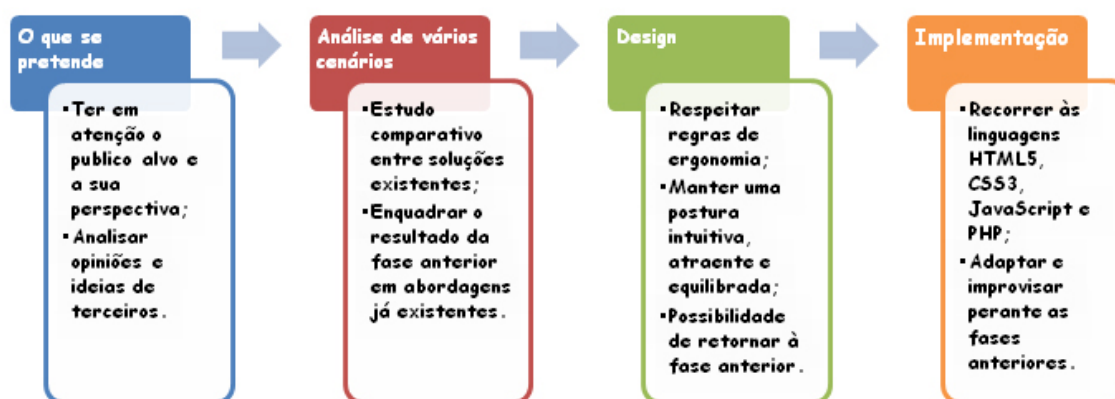 O que se
pretende
▪Ter em
atenção o
publico alvo e
a sua
perspectiva;
▪Analisar
opiniões e
ideias de
terceiros.
Análise de vários
cenários
▪Estudo
comparativo
entre soluções
existentes;
▪Enquadrar o
resultado da
fase anterior
em abordagens
já existentes.
Design
▪Respeitar
regras de
ergonomia;
▪Manter uma
postura
intuitiva,
atraente e
equilibrada;
▪Possibilidade
de retornar à
fase anterior.
Implementação
▪Recorrer às
linguagens
HTML5,
CSS3,
JavaScript e
PHP;
▪Adaptar e
improvisar
perante as
fases
anteriores.